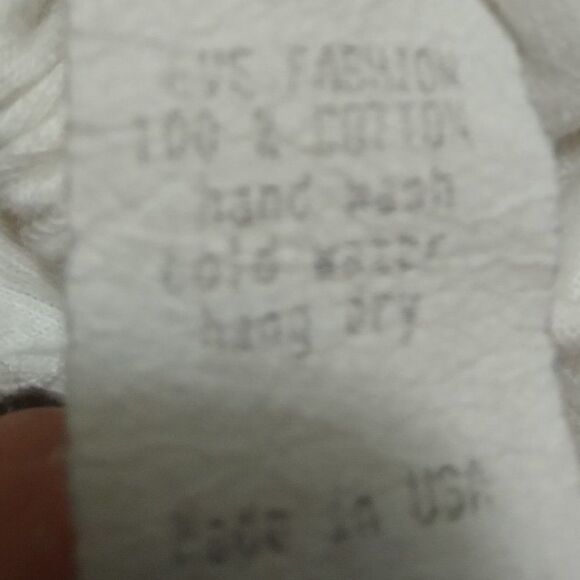 FASHION
100 % COTTON
hand wash
cold water
hang dry
made in USA